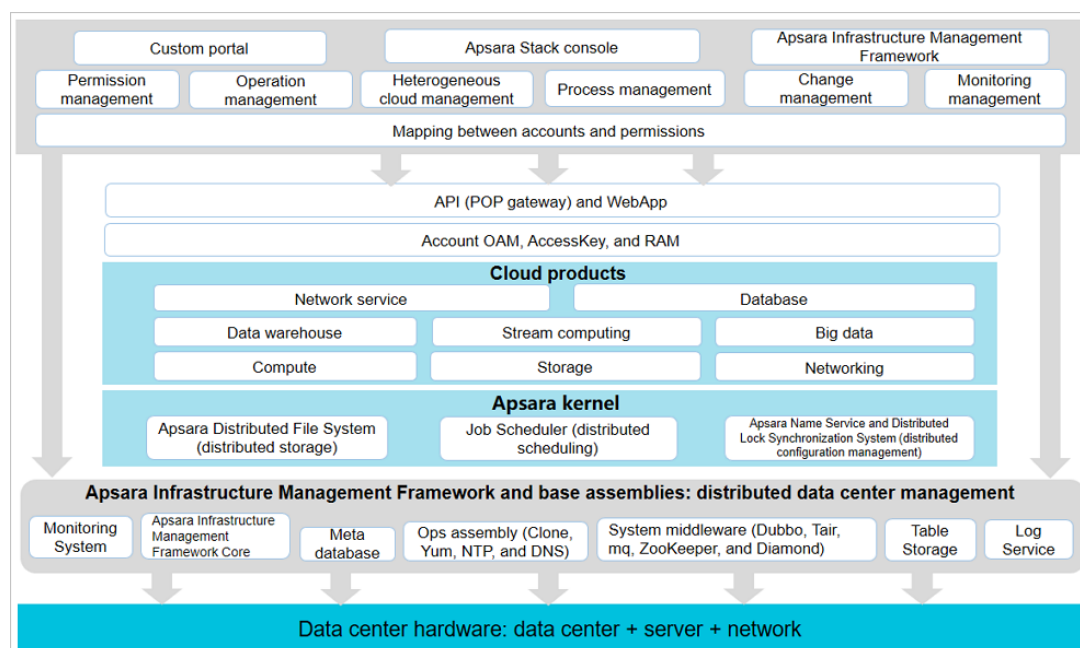 Custom portal
Apsara Stack console
Apsara Infrastructure Management
Framework
Permission
management
Operation
management
Heterogeneous
cloud management
Process management
Change
management
Monitoring
management
Mapping between accounts and permissions
API (POP gateway) and WebApp
Account OAM, AccessKey, and RAM
Cloud products
Network service
Database
Data warehouse
Stream computing
Big data
Compute
Storage
Networking
Apsara kernel
Apsara Distributed File System
(distributed storage)
Job Scheduler (distributed
scheduling)
Apsara Name Service and Distributed
Lock Synchronization System (distributed
configuration management)
Apsara Infrastructure Management Framework and base assemblies: distributed data center management
Monitoring
System
Apsara Infrastructure
Management
Framework Core
Meta
database
Ops assembly (Clone,
Yum, NTP, and DNS)
System middleware (Dubbo, Tair,
mq, ZooKeeper, and Diamond)
Table
Storage
Log
Service
Data center hardware: data center + server + network